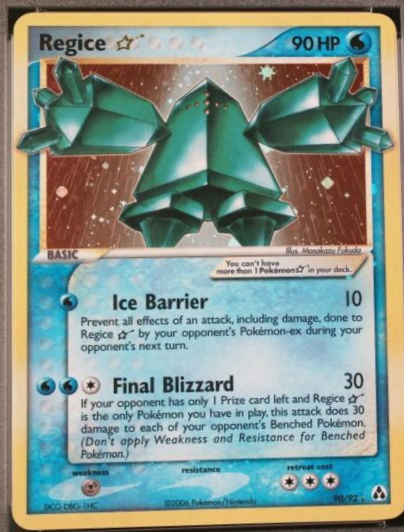 Regice ☆
90 HP
Illus. Masakazu Fukuda
BASIC
You can't have
more than 1 Pokémon ☆ in your deck.
Ice Barrier 10
Prevent all effects of an attack, including damage, done to
Regice ☆ by your opponent's Pokémon-ex during your
opponent's next turn.
Final Blizzard 30
If your opponent has only 1 Prize card left and Regice ☆
is the only Pokémon you have in play, this attack does 30
damage to each of your opponent's Benched Pokémon.
(Don't apply Weakness and Resistance for Benched
Pokémon.)
weakness resistance retreat cost
DCG-DBG-1HC ©2006 Pokémon/Nintendo 90/92